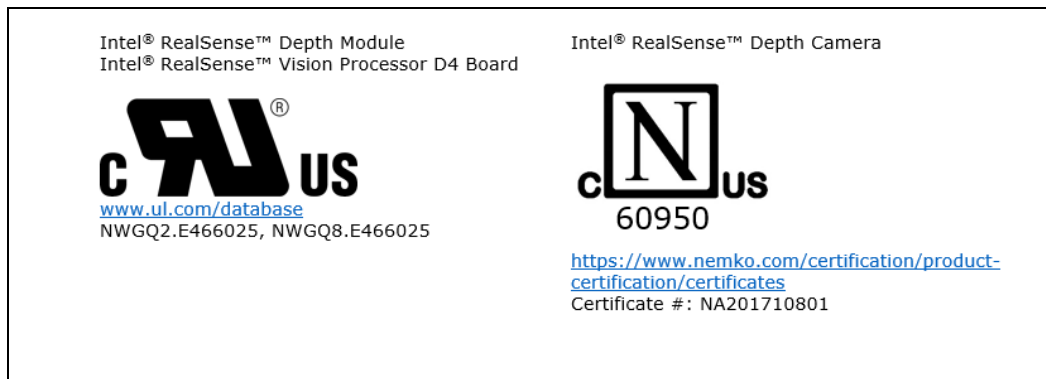 Intel® RealSense™ Depth Module
Intel® RealSense™ Vision Processor D4 Board
c RU® US
www.ul.com/database
NWGQ2.E466025, NWGQ8.E466025
Intel® RealSense™ Depth Camera
c N us
60950
https://www.nemko.com/certification/product-
certification/certificates
Certificate #: NA201710801